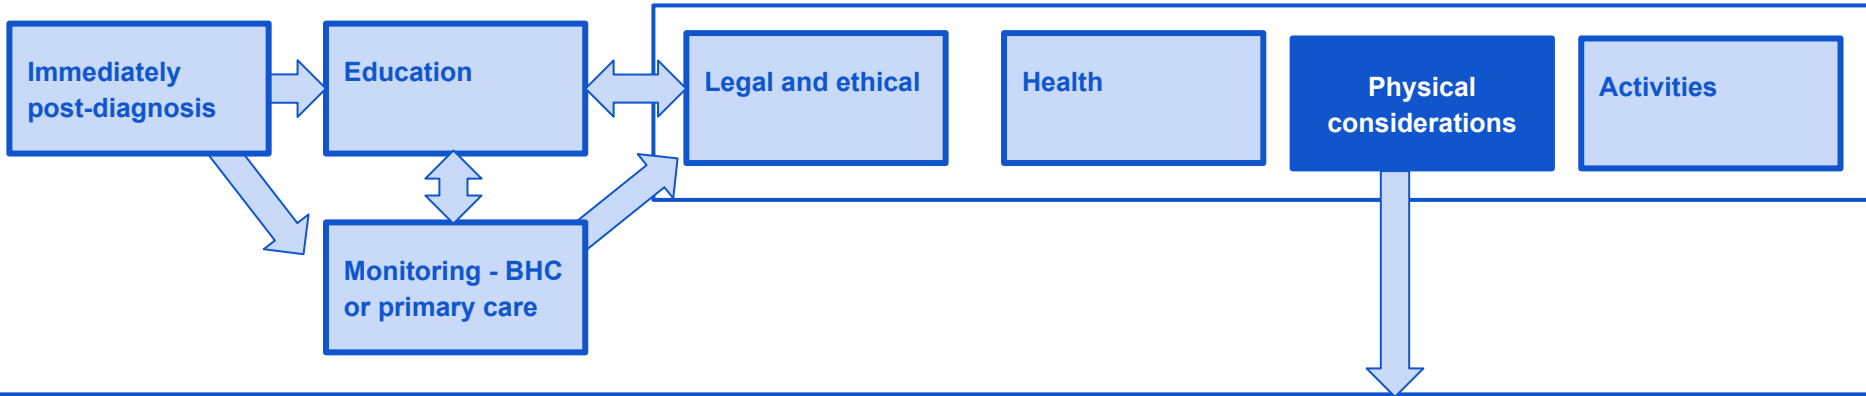 Immediately
post-diagnosis
Education
Legal and ethical
Health
Physical
considerations
Activities
Monitoring - BHC
or primary care